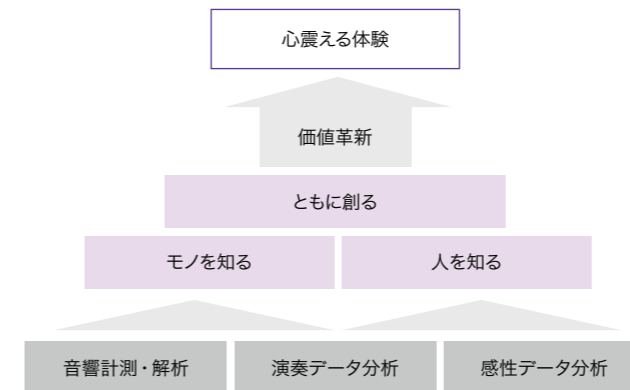 心震える体験
価値革新
ともに創る
モノを知る
人を知る
音響計測・解析
演奏データ分析
感性データ分析